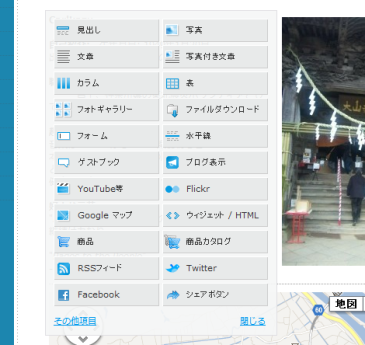 見出し
写真
文章
写真付き文章
カラム
表
フォトギャラリー
ファイルダウンロード
フォーム
水平線
ゲストブック
ブログ表示
YouTube等
Flickr
Google マップ
ウィジェット / HTML
商品
商品カタログ
RSSフィード
Twitter
Facebook
シェアボタン
その他項目
閉じる
60
地図